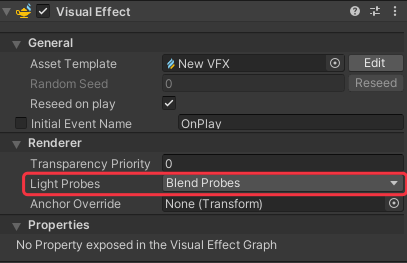 Visual Effect
General
Asset Template New VFX Edit
Random Seed 0 Reseed
Reseed on play
Initial Event Name OnPlay
Renderer
Transparency Priority 0
Light Probes Blend Probes
Anchor Override None (Transform)
Properties
No Property exposed in the Visual Effect Graph